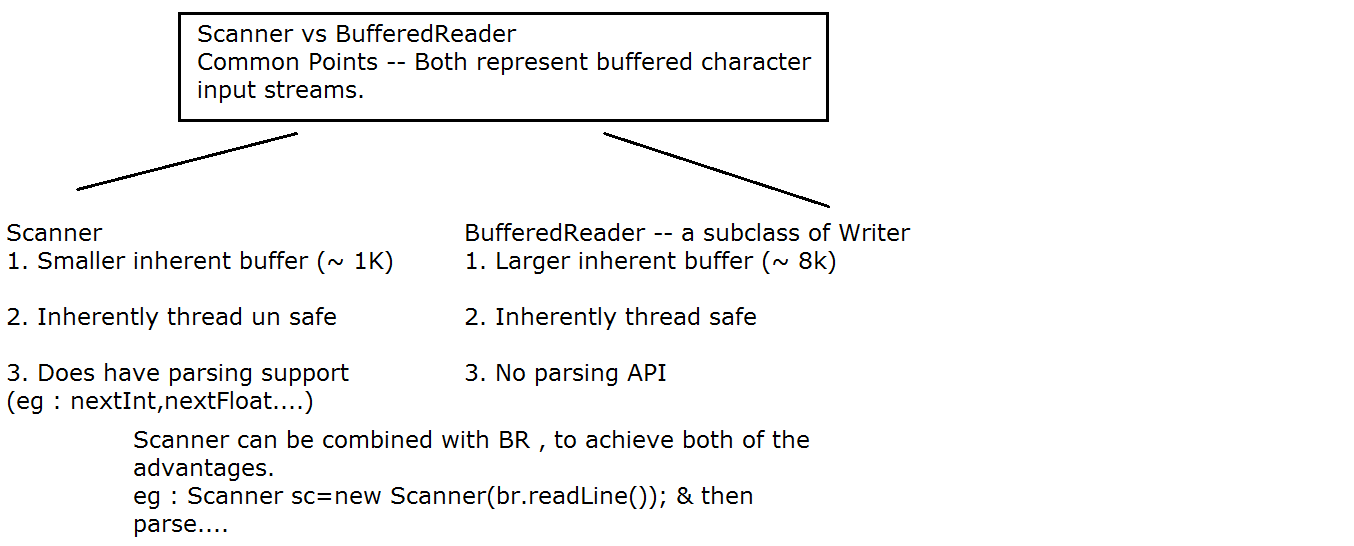 Scanner vs BufferedReader
Common Points -- Both represent buffered character
input streams.
Scanner
1. Smaller inherent buffer (~ 1K)
2. Inherently thread un safe
3. Does have parsing support
(eg : nextInt,nextFloat....)
BufferedReader -- a subclass of Writer
1. Larger inherent buffer (~ 8k)
2. Inherently thread safe
3. No parsing API
Scanner can be combined with BR , to achieve both of the
advantages.
eg : Scanner sc=new Scanner(br.readLine()); & then
parse....